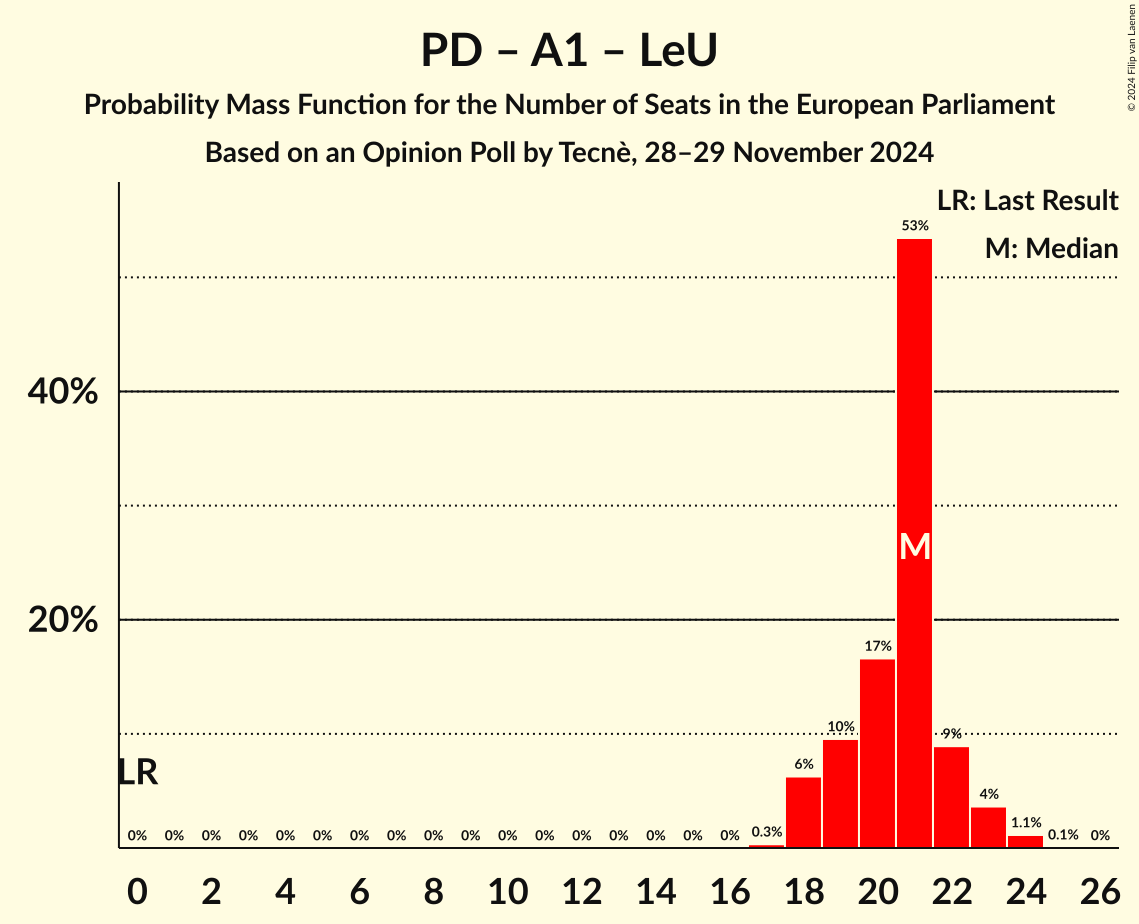 PD – A1 – LeU
Probability Mass Function for the Number of Seats in the European Parliament
Based on an Opinion Poll by Tecnè, 28–29 November 2024
© 2024 Filip van Laenen
LR: Last Result
M: Median
53%
40%
M
20%
17%
10%
9%
LR
6%
4%
0% 0% 0% 0% 0% 0% 0% 0% 0% 0% 0% 0% 0% 0% 0% 0% 0% 0.3% 1.1% 0.1% 0%
0 2 4 6 8 10 12 14 16 18 20 22 24 26